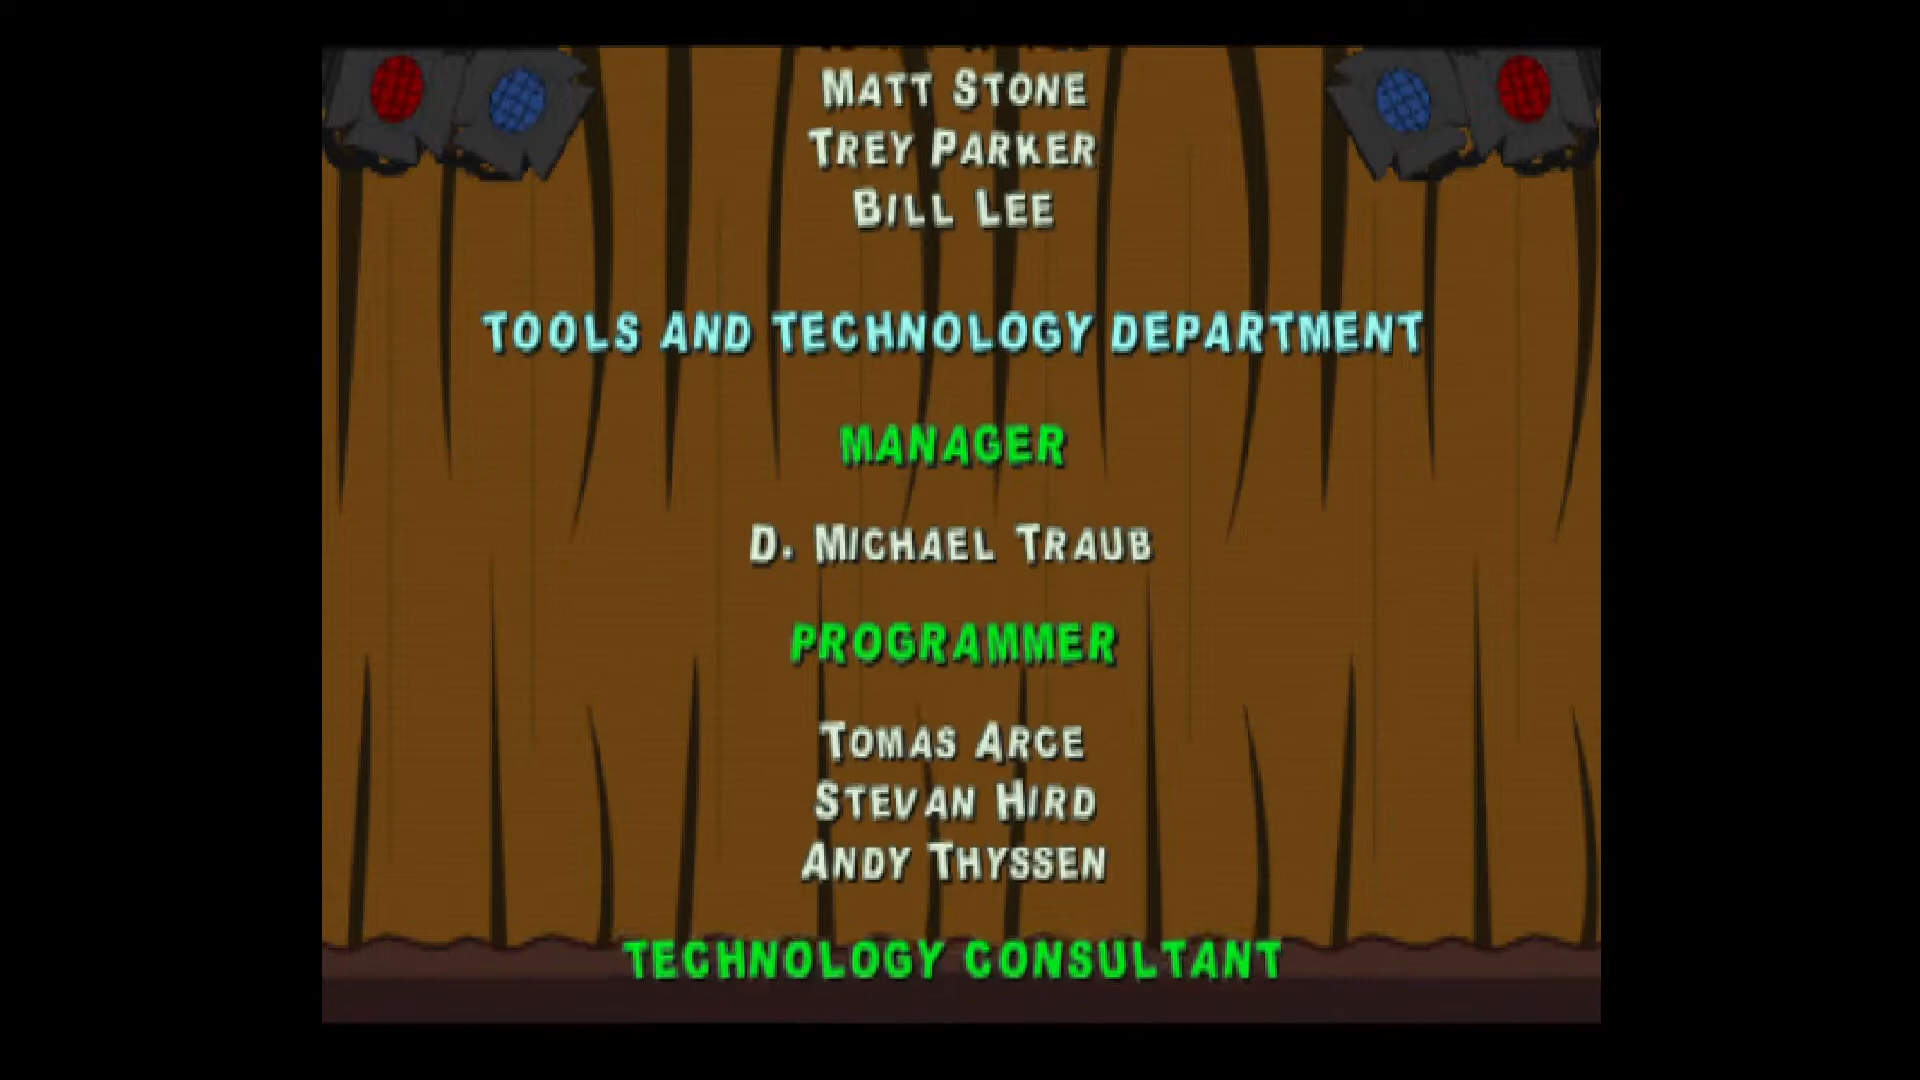 MATT STONE
TREY PARKER
BILL LEE
TOOLS AND TECHNOLOGY DEPARTMENT
MANAGER
D. MICHAEL TRAUB
PROGRAMMER
TOMAS ARCE
STEVAN HIRD
ANDY THYSSEN
TECHNOLOGY CONSULTANT